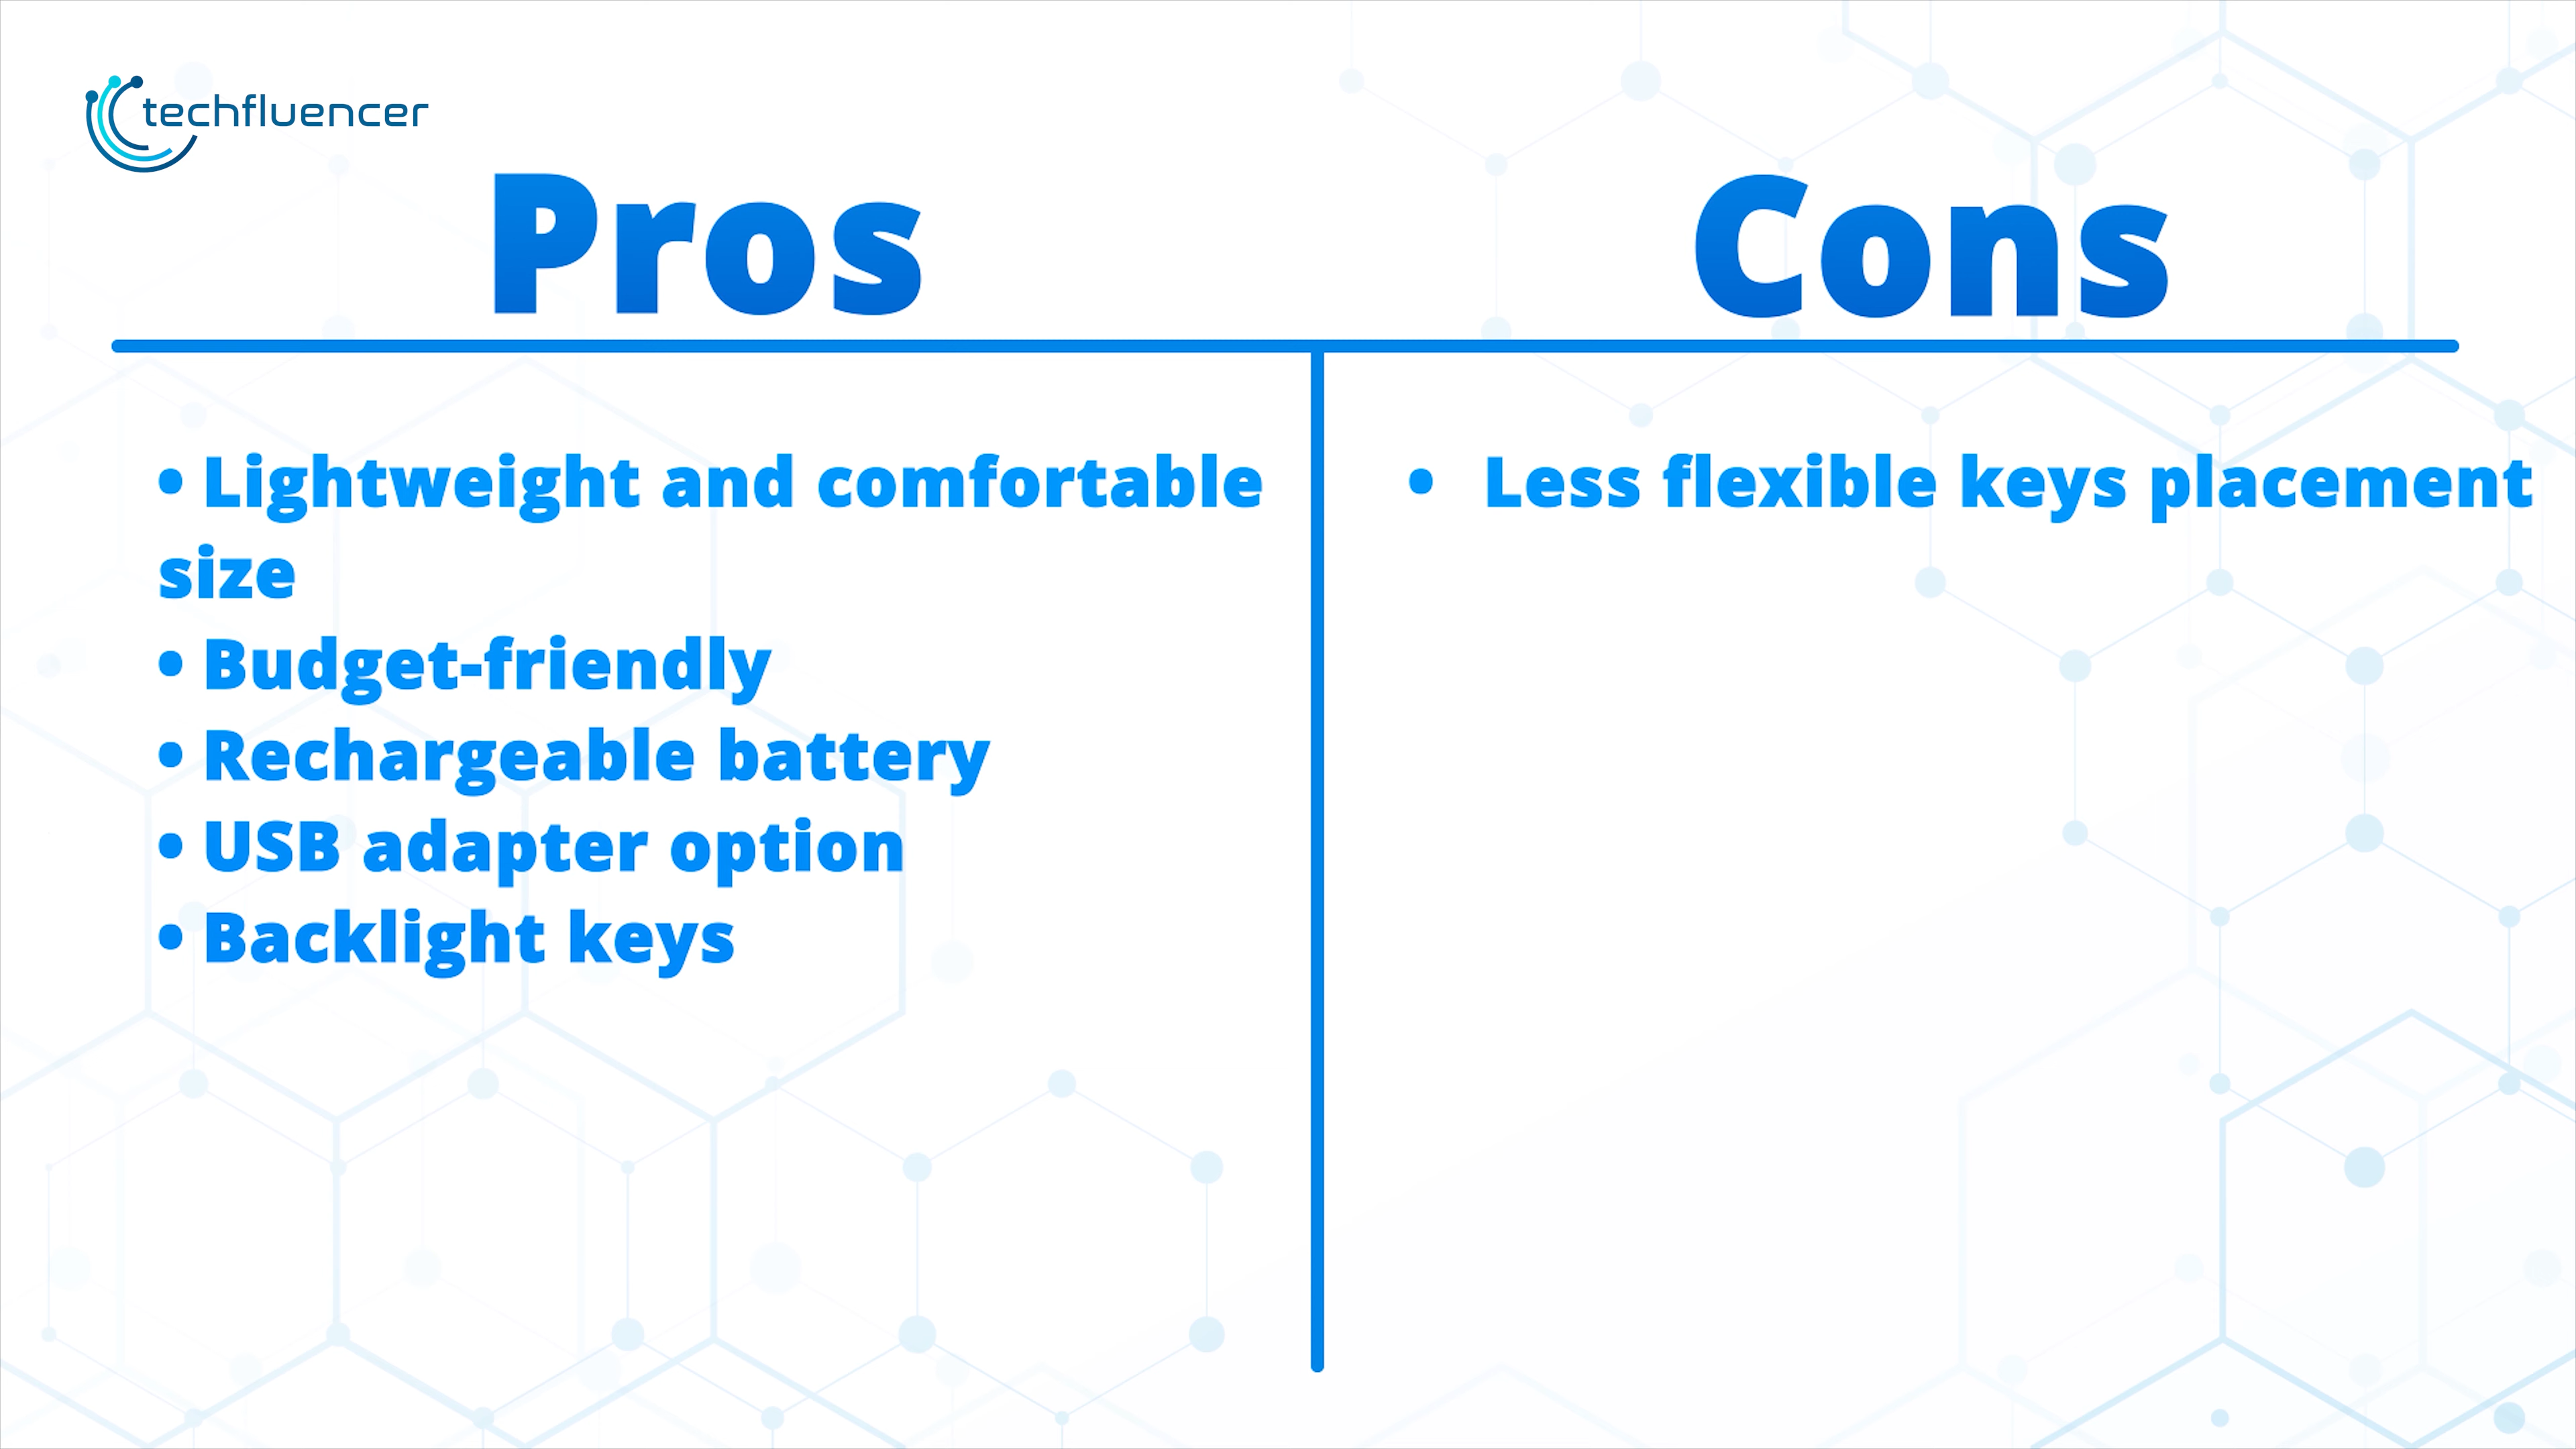 techfluencer
Pros
Cons
• Lightweight and comfortable
size
• Budget-friendly
• Rechargeable battery
• USB adapter option
• Backlight keys
• Less flexible keys placement